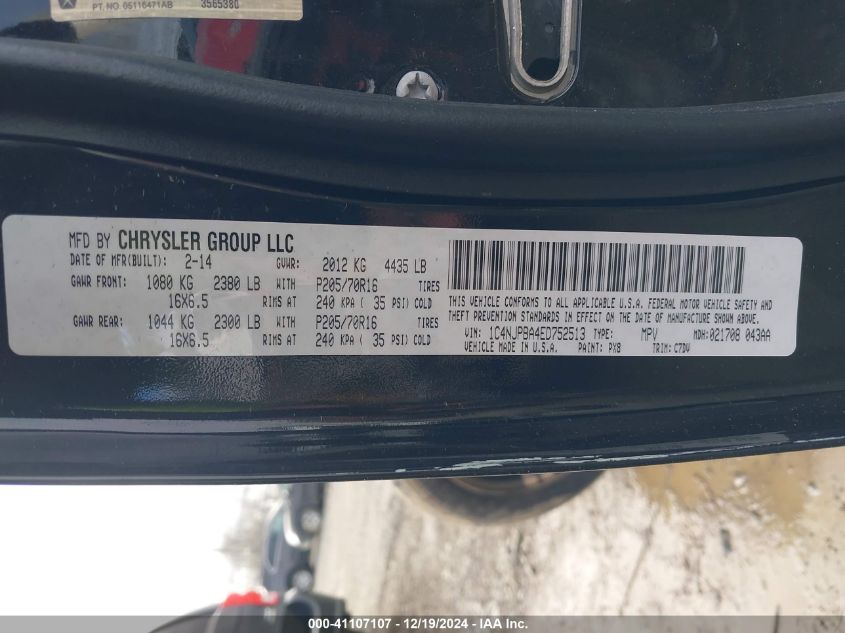 PT. NO. 05116471AB 3565380
MFD BY CHRYSLER GROUP LLC
DATE OF MFR(BUILT): 2-14 GVWR: 2012 KG 4435 LB
GAWR FRONT: 1080 KG 2380 LB WITH P205/70R16 TIRES
16X6.5 RIMS AT 240 KPA ( 35 PSI) COLD
GAWR REAR: 1044 KG 2300 LB WITH P205/70R16 TIRES
16X6.5 RIMS AT 240 KPA ( 35 PSI) COLD
THIS VEHICLE CONFORMS TO ALL APPLICABLE U.S.A. FEDERAL MOTOR VEHICLE SAFETY AND
THEFT PREVENTION STANDARDS IN EFFECT ON THE DATE OF MANUFACTURE SHOWN ABOVE.
VIN: 1C4NJPBA4ED752513 TYPE: MPV MDH:021708 043AA
VEHICLE MADE IN U.S.A. PAINT: PX8 TRIM: C7DV
000-41107107 - 12/19/2024 - IAA Inc.